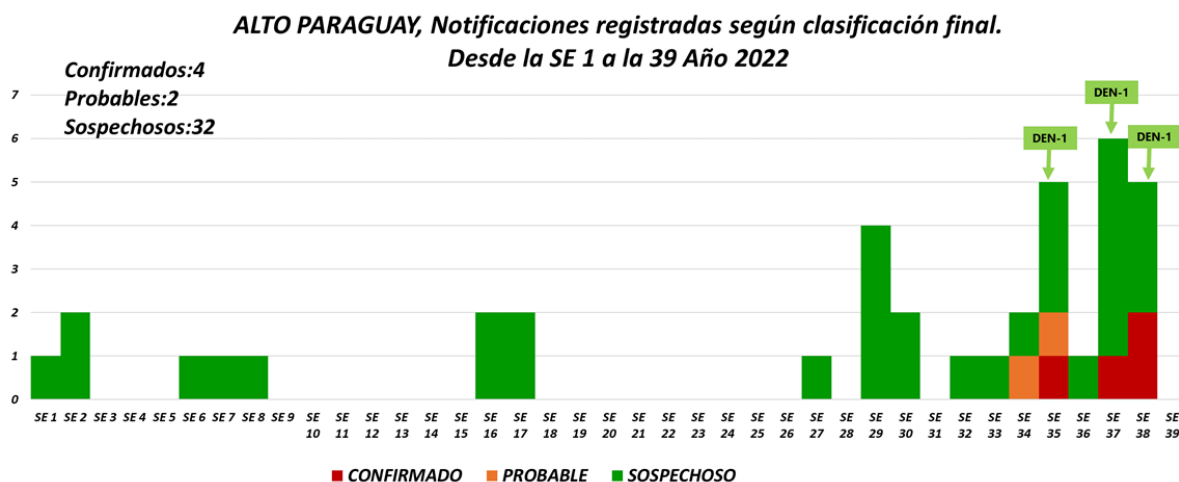 ALTO PARAGUAY, Notificaciones registradas según clasificación final.
Desde la SE 1 a la 39 Año 2022
Confirmados:4
Probables:2
Sospechosos:32
DEN-1
DEN-1
DEN-1
7
6
5
4
3
2
1
0
SE 1 SE 2 SE 3 SE 4 SE 5 SE 6 SE 7 SE 8 SE 9 SE SE SE SE SE SE SE SE SE SE SE SE SE SE SE SE SE SE SE SE SE SE SE SE SE SE SE SE SE SE
10 11 12 13 14 15 16 17 18 19 20 21 22 23 24 25 26 27 28 29 30 31 32 33 34 35 36 37 38 39
CONFIRMADO PROBABLE SOSPECHOSO